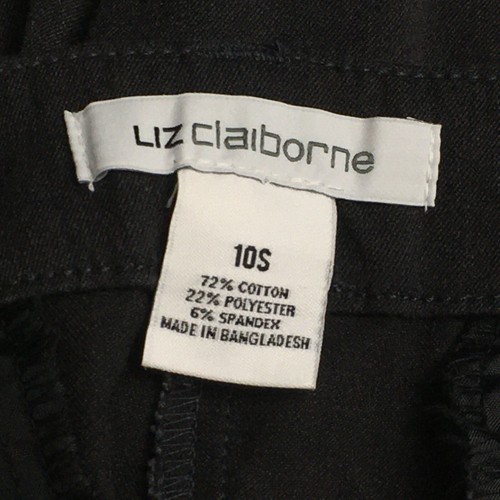 LIZ claiborne
10S
72% COTTON
22% POLYESTER
6% SPANDEX
MADE IN BANGLADESH